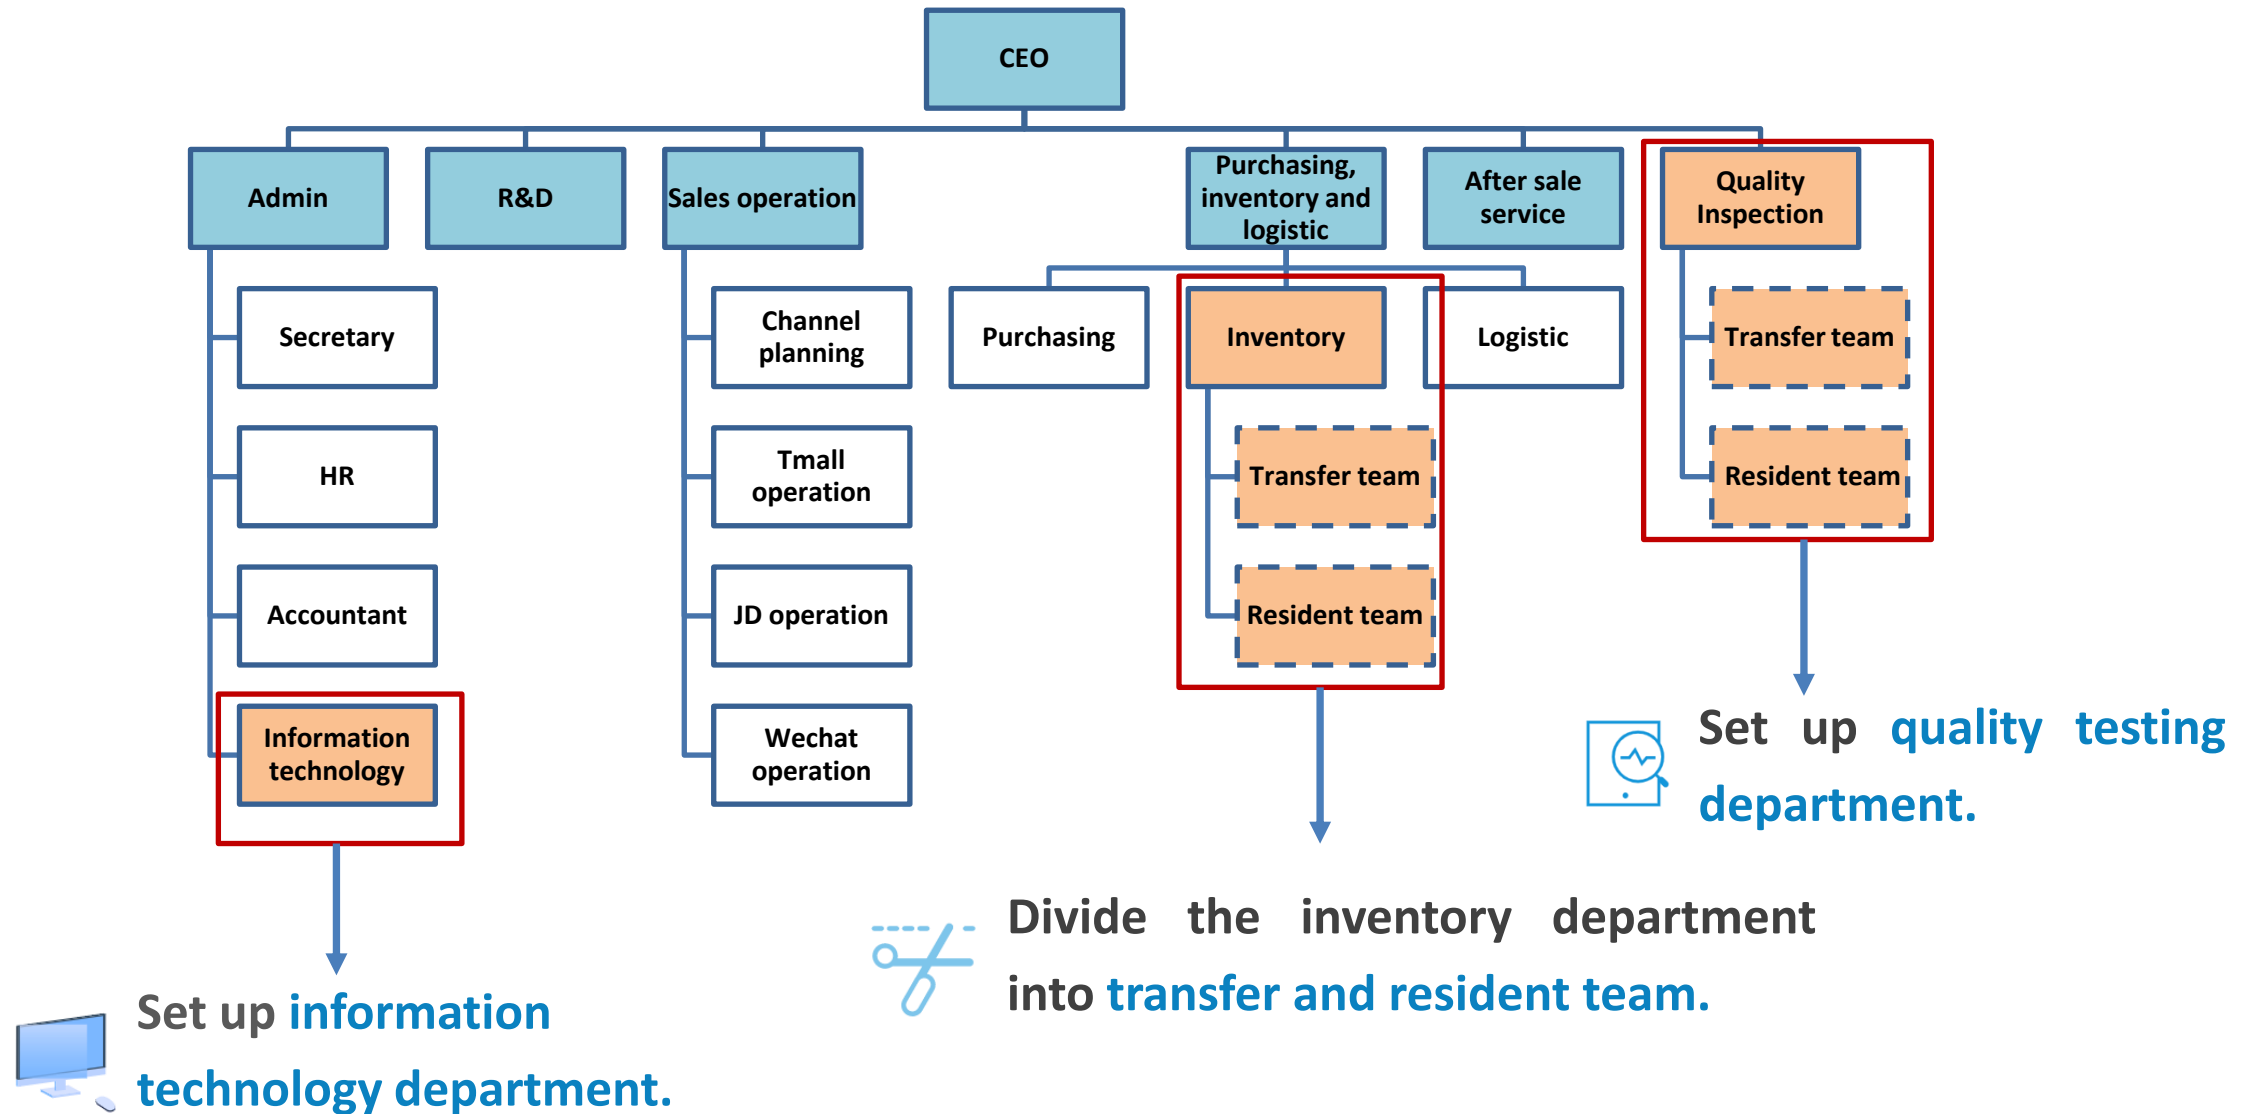 CEO
Admin
R&D
Sales operation
Purchasing,
inventory and
logistic
After sale
service
Quality
Inspection
Secretary
HR
Accountant
Information
technology
Channel
planning
Tmall
operation
JD operation
Wechat
operation
Purchasing
Inventory
Logistic
Transfer team
Resident team
Transfer team
Resident team
Set up quality testing
department.
Divide the inventory department
into transfer and resident team.
Set up information
technology department.